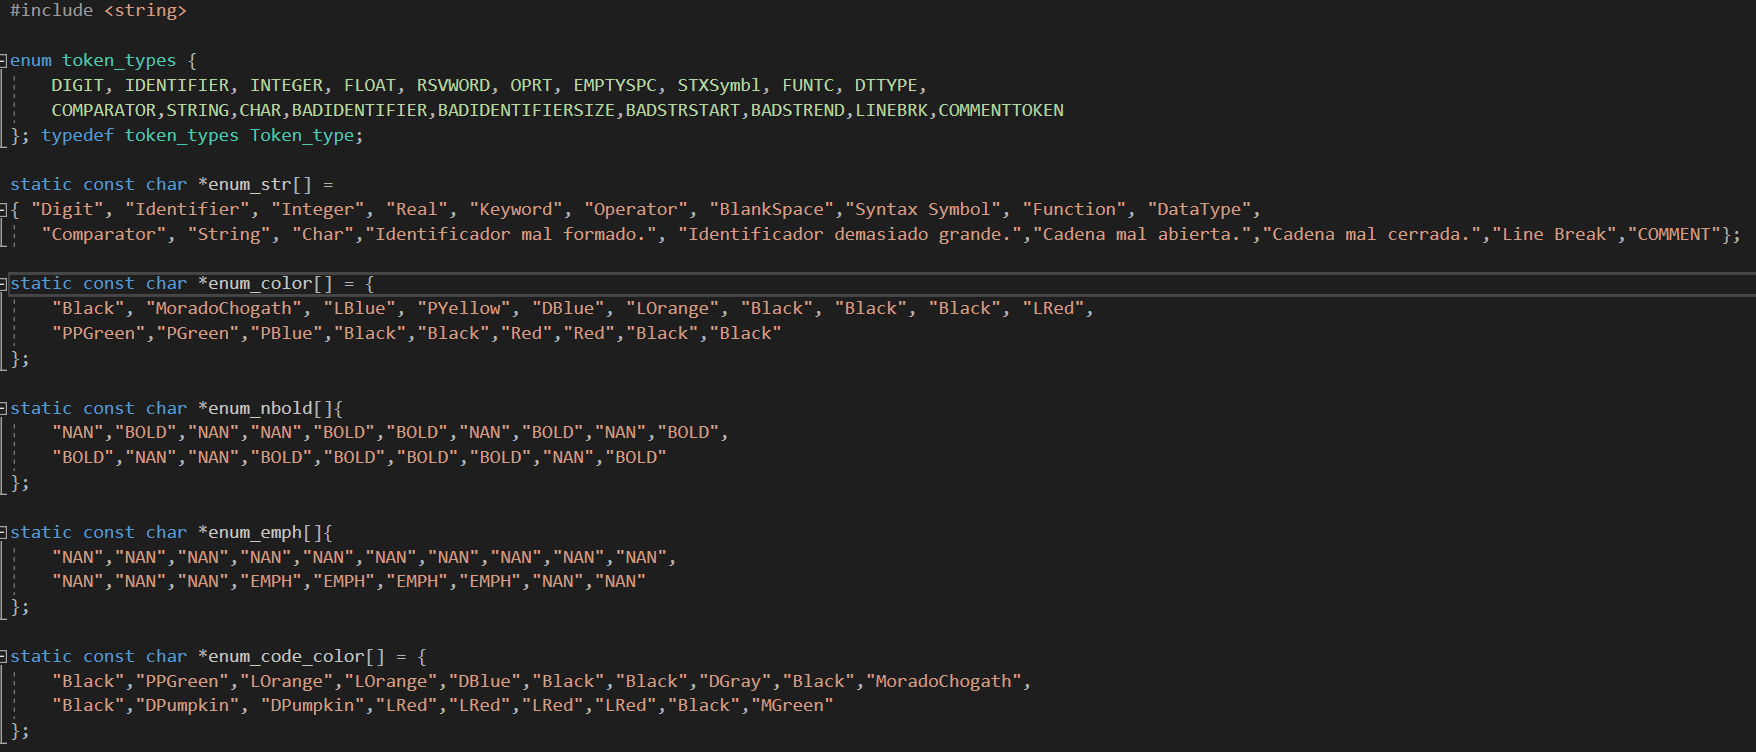 #include <string>
enum token_types {
DIGIT, IDENTIFIER, INTEGER, FLOAT, RSVWORD, OPRT, EMPTYSPC, STXSymbl, FUNTC, DTTYPE,
COMPARATOR,STRING,CHAR,BADIDENTIFIER,BADIDENTIFIERSIZE,BADSTRSTART,BADSTREND,LINEBRK,COMMENTTOKEN
}; typedef token_types Token_type;
static const char *enum_str[] =
{ "Digit", "Identifier", "Integer", "Real", "Keyword", "Operator", "BlankSpace","Syntax Symbol", "Function", "DataType",
"Comparator", "String", "Char","Identificador mal formado.", "Identificador demasiado grande.","Cadena mal abierta.","Cadena mal cerrada.","Line Break","COMMENT"};
static const char *enum_color[] = {
"Black", "MoradoChogath", "LBlue", "PYellow", "DBlue", "LOrange", "Black", "Black", "Black", "LRed",
"PPGreen","PGreen","PBlue","Black","Black","Red","Red","Black","Black"
};
static const char *enum_nbold[]{
"NAN","BOLD","NAN","NAN","BOLD","BOLD","NAN","BOLD","NAN","BOLD",
"BOLD","NAN","NAN","BOLD","BOLD","BOLD","BOLD","NAN","BOLD"
};
static const char *enum_emph[]{
"NAN","NAN","NAN","NAN","NAN","NAN","NAN","NAN","NAN","NAN",
"NAN","NAN","NAN","EMPH","EMPH","EMPH","EMPH","NAN","NAN"
};
static const char *enum_code_color[] = {
"Black","PPGreen","LOrange","LOrange","DBlue","Black","Black","DGray","Black","MoradoChogath",
"Black","DPumpkin", "DPumpkin","LRed","LRed","LRed","LRed","Black","MGreen"
};